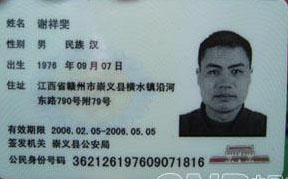 姓名 谢祥斐
性别 男 民族 汉
出生 1976 年 09 月 07 日
住址 江西省赣州市崇义县横水镇沿河
东路790号附79号
有效期限 2006.02.05-2006.05.05
签发机关 崇义县公安局
公民身份号码 362126197609071816